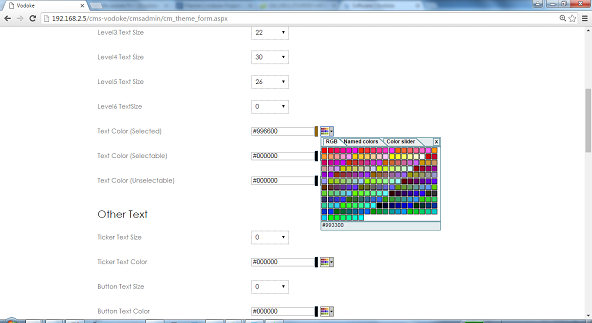 Vodoke
192.168.2.5/cms-vodoke/cmsadmin/cm_theme_form.aspx
Level3 Text Size 22
Level4 Text Size 30
Level5 Text Size 26
Level6 TextSize 0
Text Color (Selected) #996600
RGB Named colors Color slider x
Text Color (Selectable) #000000
Text Color (Unselectable) #000000
Other Text
#993300
Ticker Text Size 0
Ticker Text Color #000000
Button Text Size 0
Button Text Color #000000